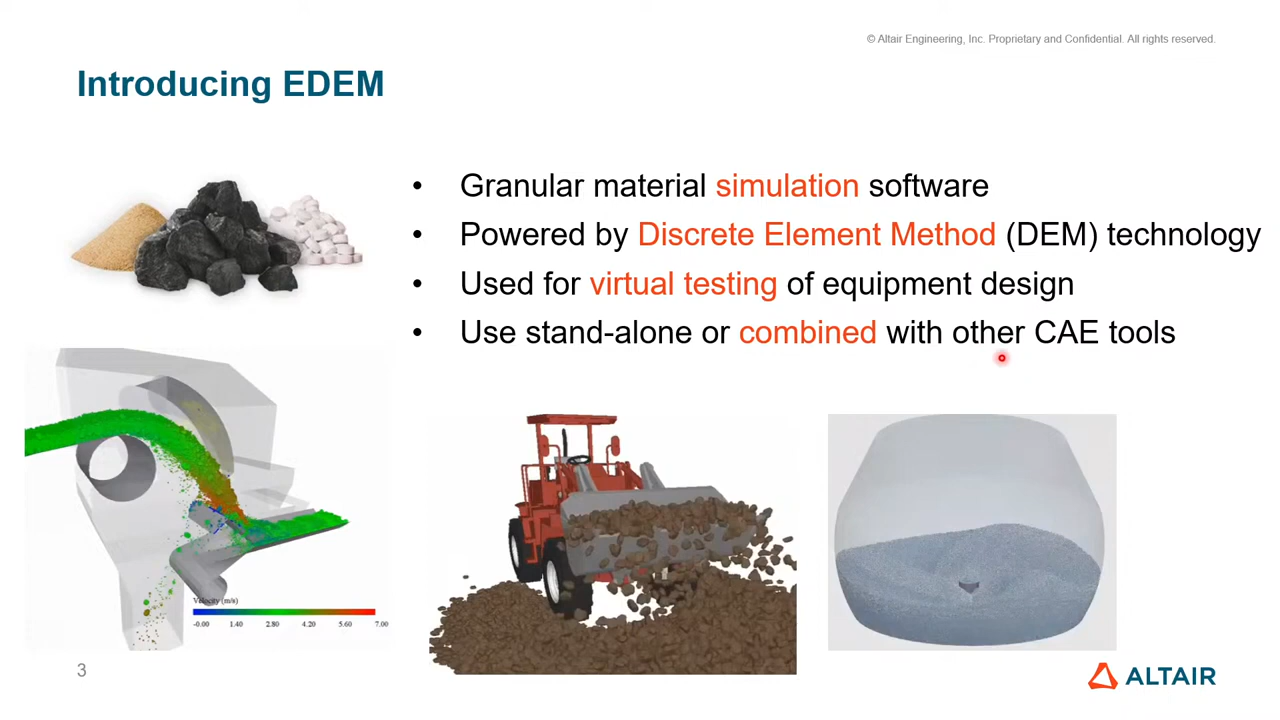 © Altair Engineering, Inc. Proprietary and Confidential. All rights reserved.
Introducing EDEM
• Granular material simulation software
• Powered by Discrete Element Method (DEM) technology
• Used for virtual testing of equipment design
• Use stand-alone or combined with other CAE tools
Velocity (m/s)
-0.00 1.40 2.80 4.20 5.60 7.00
3
ALTAIR